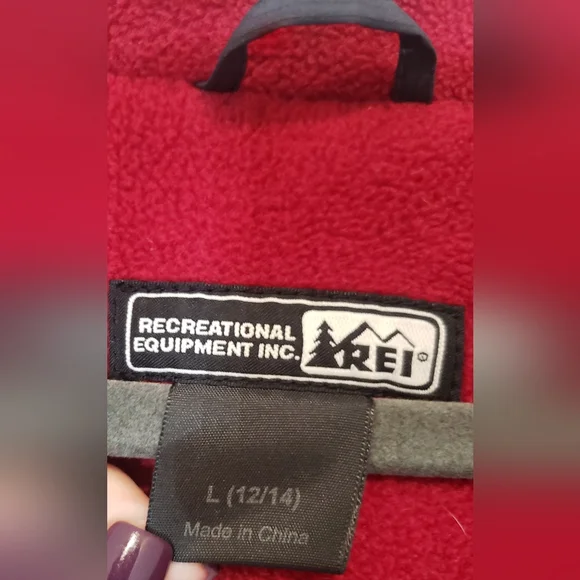 RECREATIONAL
EQUIPMENT INC.
REI®
L (12/14)
Made in China